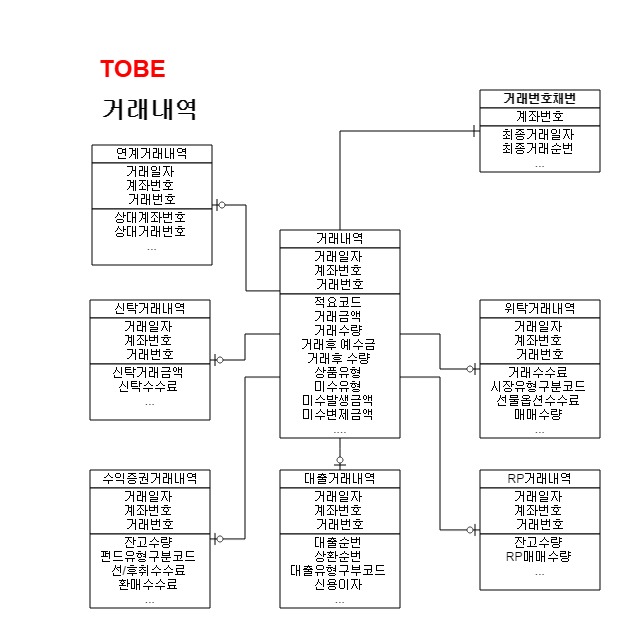 TOBE
거래내역
거래번호채번
계좌번호
최종거래일자
최종거래순번
...
연계거래내역
거래일자
계좌번호
거래번호
상대계좌번호
상대거래번호
...
거래내역
거래일자
계좌번호
거래번호
적요코드
거래금액
거래수량
거래후 예수금
거래후 수량
상품유형
미수유형
미수발생금액
미수변제금액
....
신탁거래내역
거래일자
계좌번호
거래번호
신탁거래금액
신탁수수료
...
위탁거래내역
거래일자
계좌번호
거래번호
거래수수료
시장유형구분코드
선물옵션수수료
매매수량
...
수익증권거래내역
거래일자
계좌번호
거래번호
잔고수량
펀드유형구분코드
선/후취수수료
환매수수료
...
대출거래내역
거래일자
계좌번호
거래번호
대출순번
상환순번
대출유형구부코드
신용이자
...
RP거래내역
거래일자
계좌번호
거래번호
잔고수량
RP매매수량
...